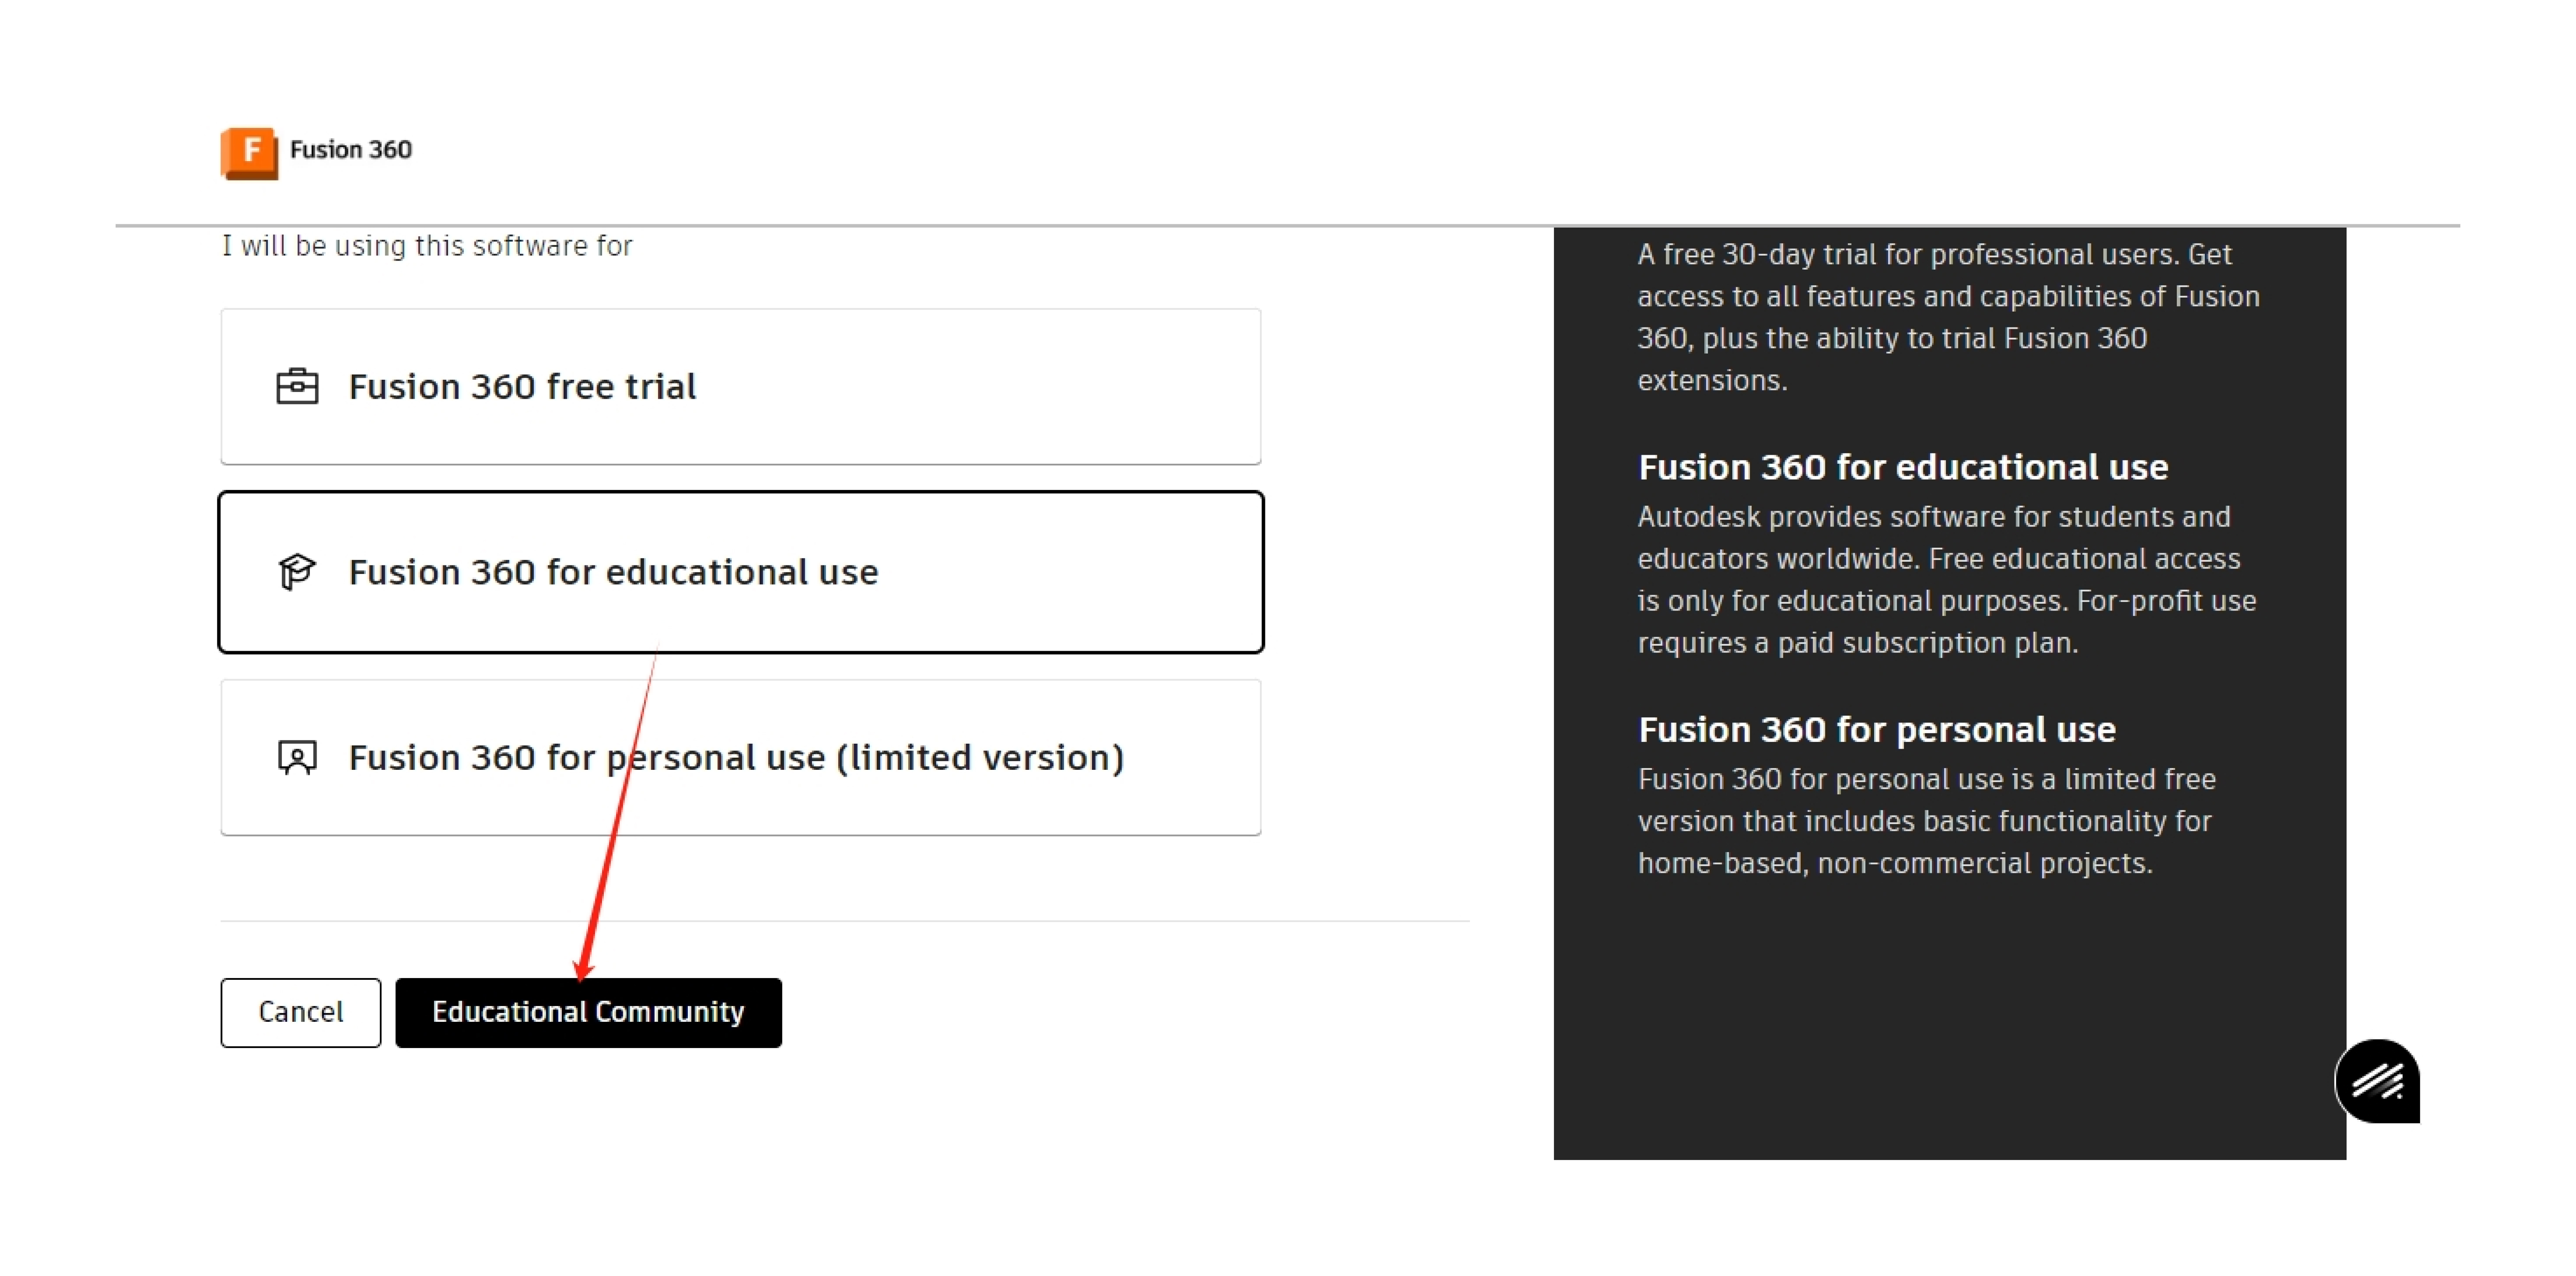 F
Fusion 360
I will be using this software for
Fusion 360 free trial
Fusion 360 for educational use
Fusion 360 for personal use (limited version)
Cancel
Educational Community
A free 30-day trial for professional users. Get
access to all features and capabilities of Fusion
360, plus the ability to trial Fusion 360
extensions.
Fusion 360 for educational use
Autodesk provides software for students and
educators worldwide. Free educational access
is only for educational purposes. For-profit use
requires a paid subscription plan.
Fusion 360 for personal use
Fusion 360 for personal use is a limited free
version that includes basic functionality for
home-based, non-commercial projects.